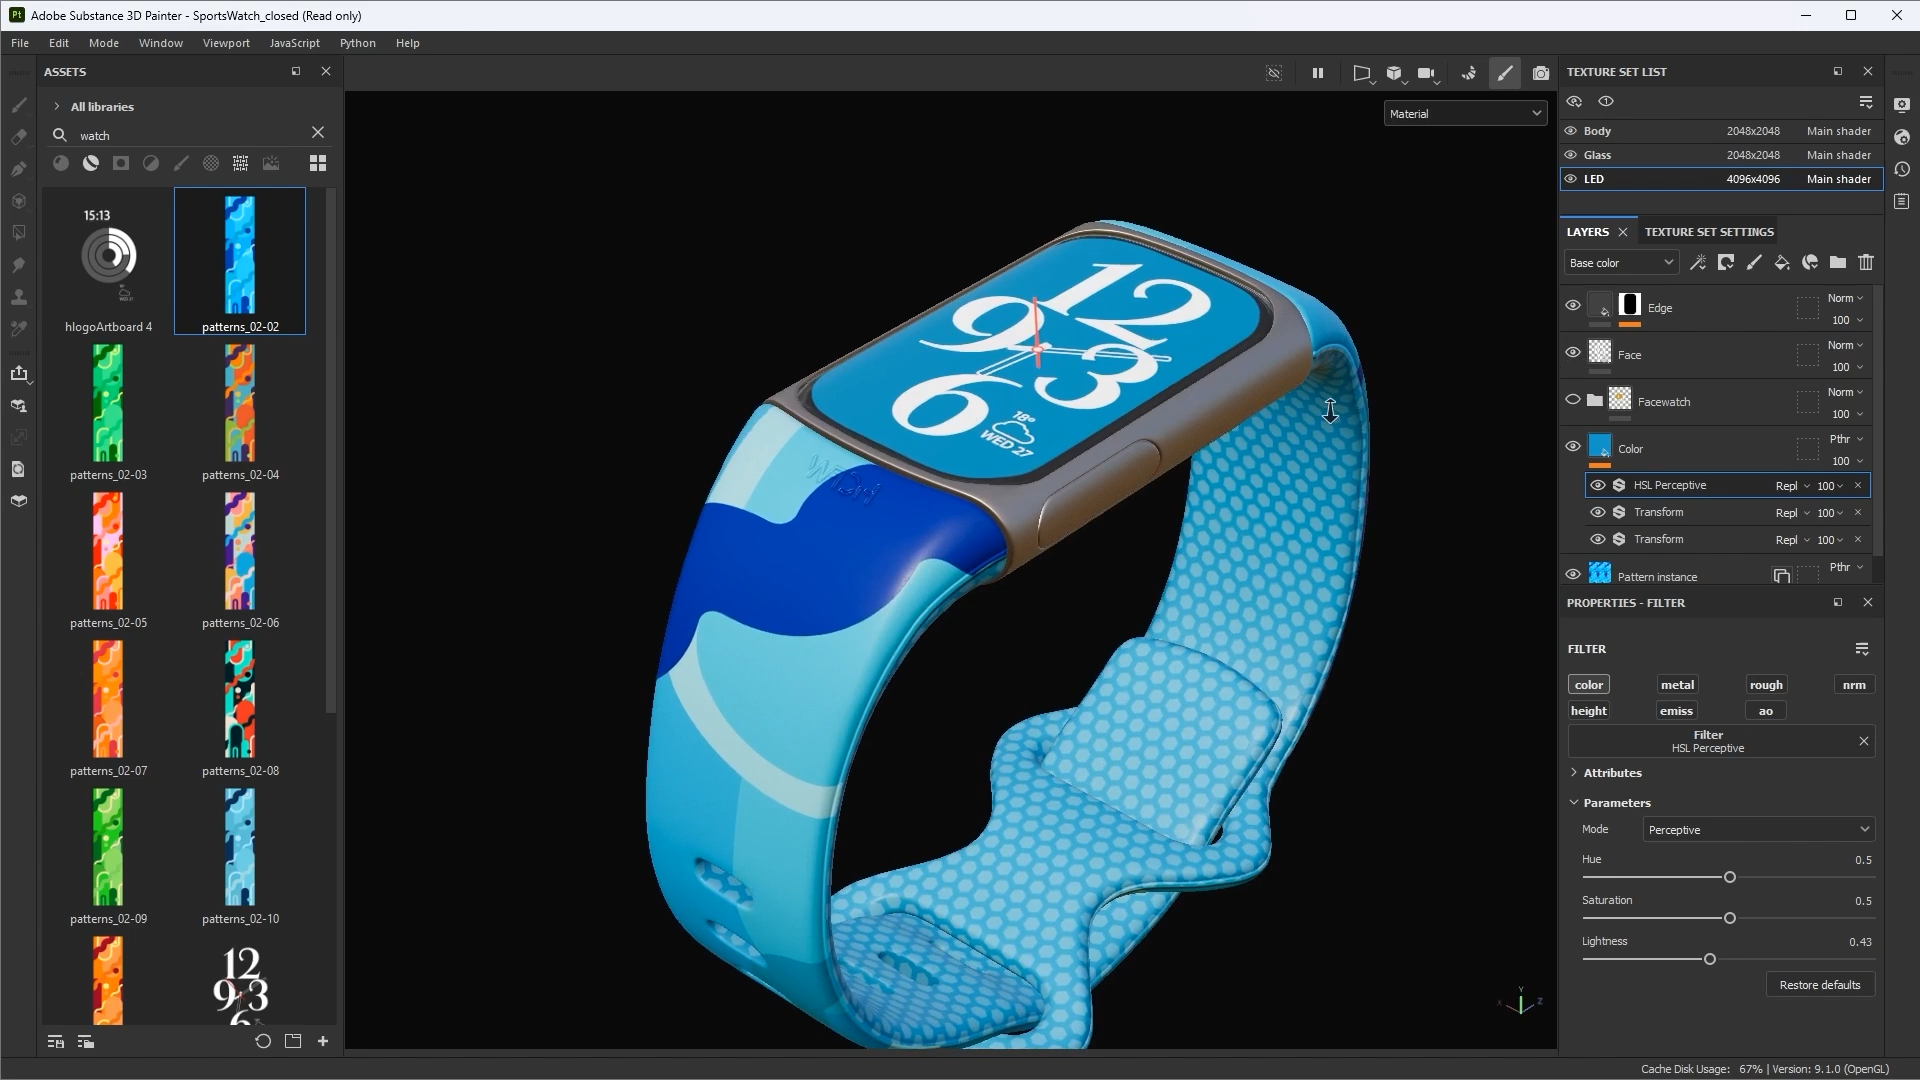 Pt Adobe Substance 3D Painter - SportsWatch_closed (Read only)
File Edit Mode Window Viewport JavaScript Python Help
ASSETS
All libraries
watch
15:13
WED 27
hlogoArtboard 4
patterns_02-02
patterns_02-03
patterns_02-04
patterns_02-05
patterns_02-06
patterns_02-07
patterns_02-08
patterns_02-09
patterns_02-10
12
9 3
6
Material
12
9 3
6
18°
WED 27
Y
X Z
TEXTURE SET LIST
Body 2048x2048 Main shader
Glass 2048x2048 Main shader
LED 4096x4096 Main shader
LAYERS TEXTURE SET SETTINGS
Base color
Edge Norm
100
Face Norm
100
Facewatch Norm
100
Color Pthr
100
HSL Perceptive Repl 100
Transform Repl 100
Transform Repl 100
Pattern instance Pthr
PROPERTIES - FILTER
FILTER
color metal rough nrm
height emiss ao
Filter
HSL Perceptive
Attributes
Parameters
Mode Perceptive
Hue 0.5
Saturation 0.5
Lightness 0.43
Restore defaults
Cache Disk Usage: 67% | Version: 9.1.0 (OpenGL)